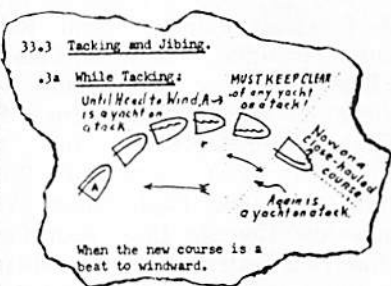 33.3 Tacking and Jibing.
.3a While Tacking:
Until Head to Wind, A→
is a yacht on
a tack
MUST KEEP CLEAR
of any yacht
on a tack!
Now on a
close-hauled
course
A
Again is
a yacht on a tack.
When the new course is a
beat to windward.